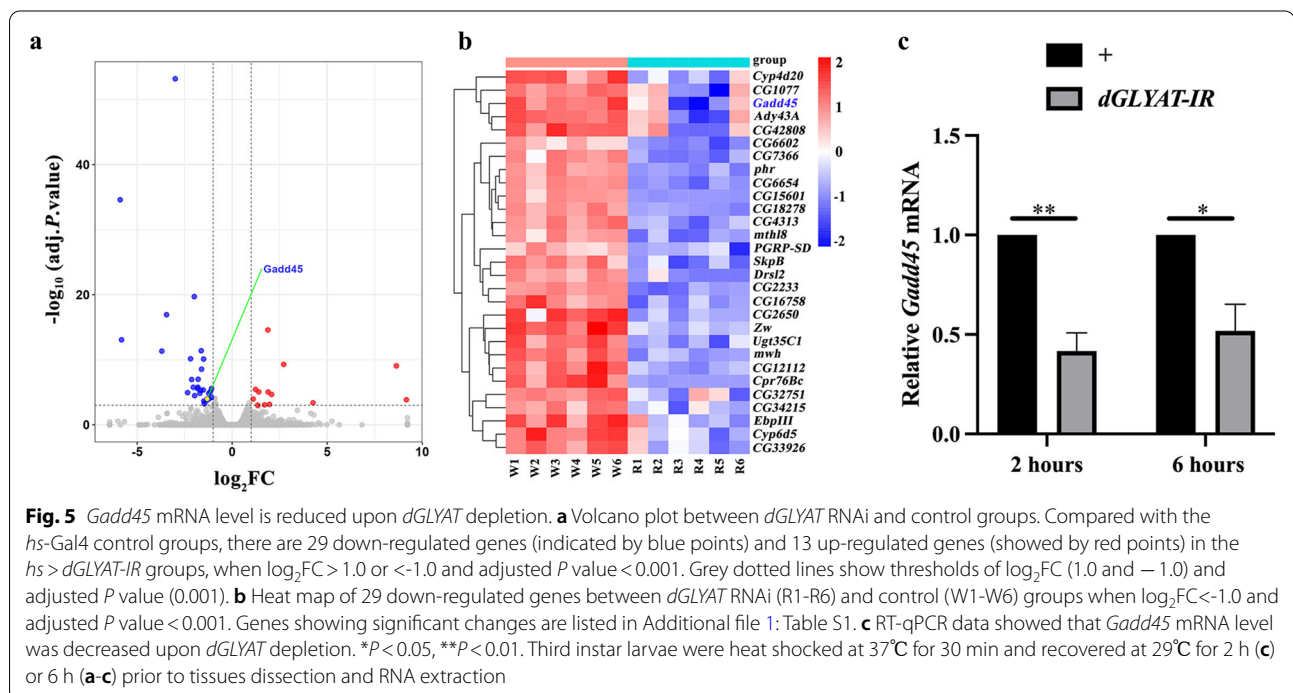 a
-log₁₀ (adj.P.value)
40
20
0
Gadd45
-5
0
5
10
log₂FC
b
group
Cyp4d20
CG1077
Gadd45
Ady43A
CG42808
CG6602
CG7366
phr
CG6654
CG15601
CG18278
CG4313
mthl8
PGRP-SD
SkpB
Drsl2
CG2233
CG16758
CG2650
Zw
Ugt35C1
mwh
CG12112
Cpr76Bc
CG32751
CG34215
EbpIII
Cyp6d5
CG33926
W1 W2 W3 W4 W5 W6 R1 R2 R3 R4 R5 R6
2
1
0
-1
-2
c
+
dGLYAT-IR
Relative Gadd45 mRNA
1.5
1.0
0.5
0.0
**
*
2 hours 6 hours
Fig. 5 Gadd45 mRNA level is reduced upon dGLYAT depletion. a Volcano plot between dGLYAT RNAi and control groups. Compared with the
hs-Gal4 control groups, there are 29 down-regulated genes (indicated by blue points) and 13 up-regulated genes (showed by red points) in the
hs > dGLYAT-IR groups, when log₂FC > 1.0 or <-1.0 and adjusted P value < 0.001. Grey dotted lines show thresholds of log₂FC (1.0 and − 1.0) and
adjusted P value (0.001). b Heat map of 29 down-regulated genes between dGLYAT RNAi (R1-R6) and control (W1-W6) groups when log₂FC<-1.0 and
adjusted P value < 0.001. Genes showing significant changes are listed in Additional file 1: Table S1. c RT-qPCR data showed that Gadd45 mRNA level
was decreased upon dGLYAT depletion. *P < 0.05, **P < 0.01. Third instar larvae were heat shocked at 37℃ for 30 min and recovered at 29℃ for 2 h (c)
or 6 h (a-c) prior to tissues dissection and RNA extraction